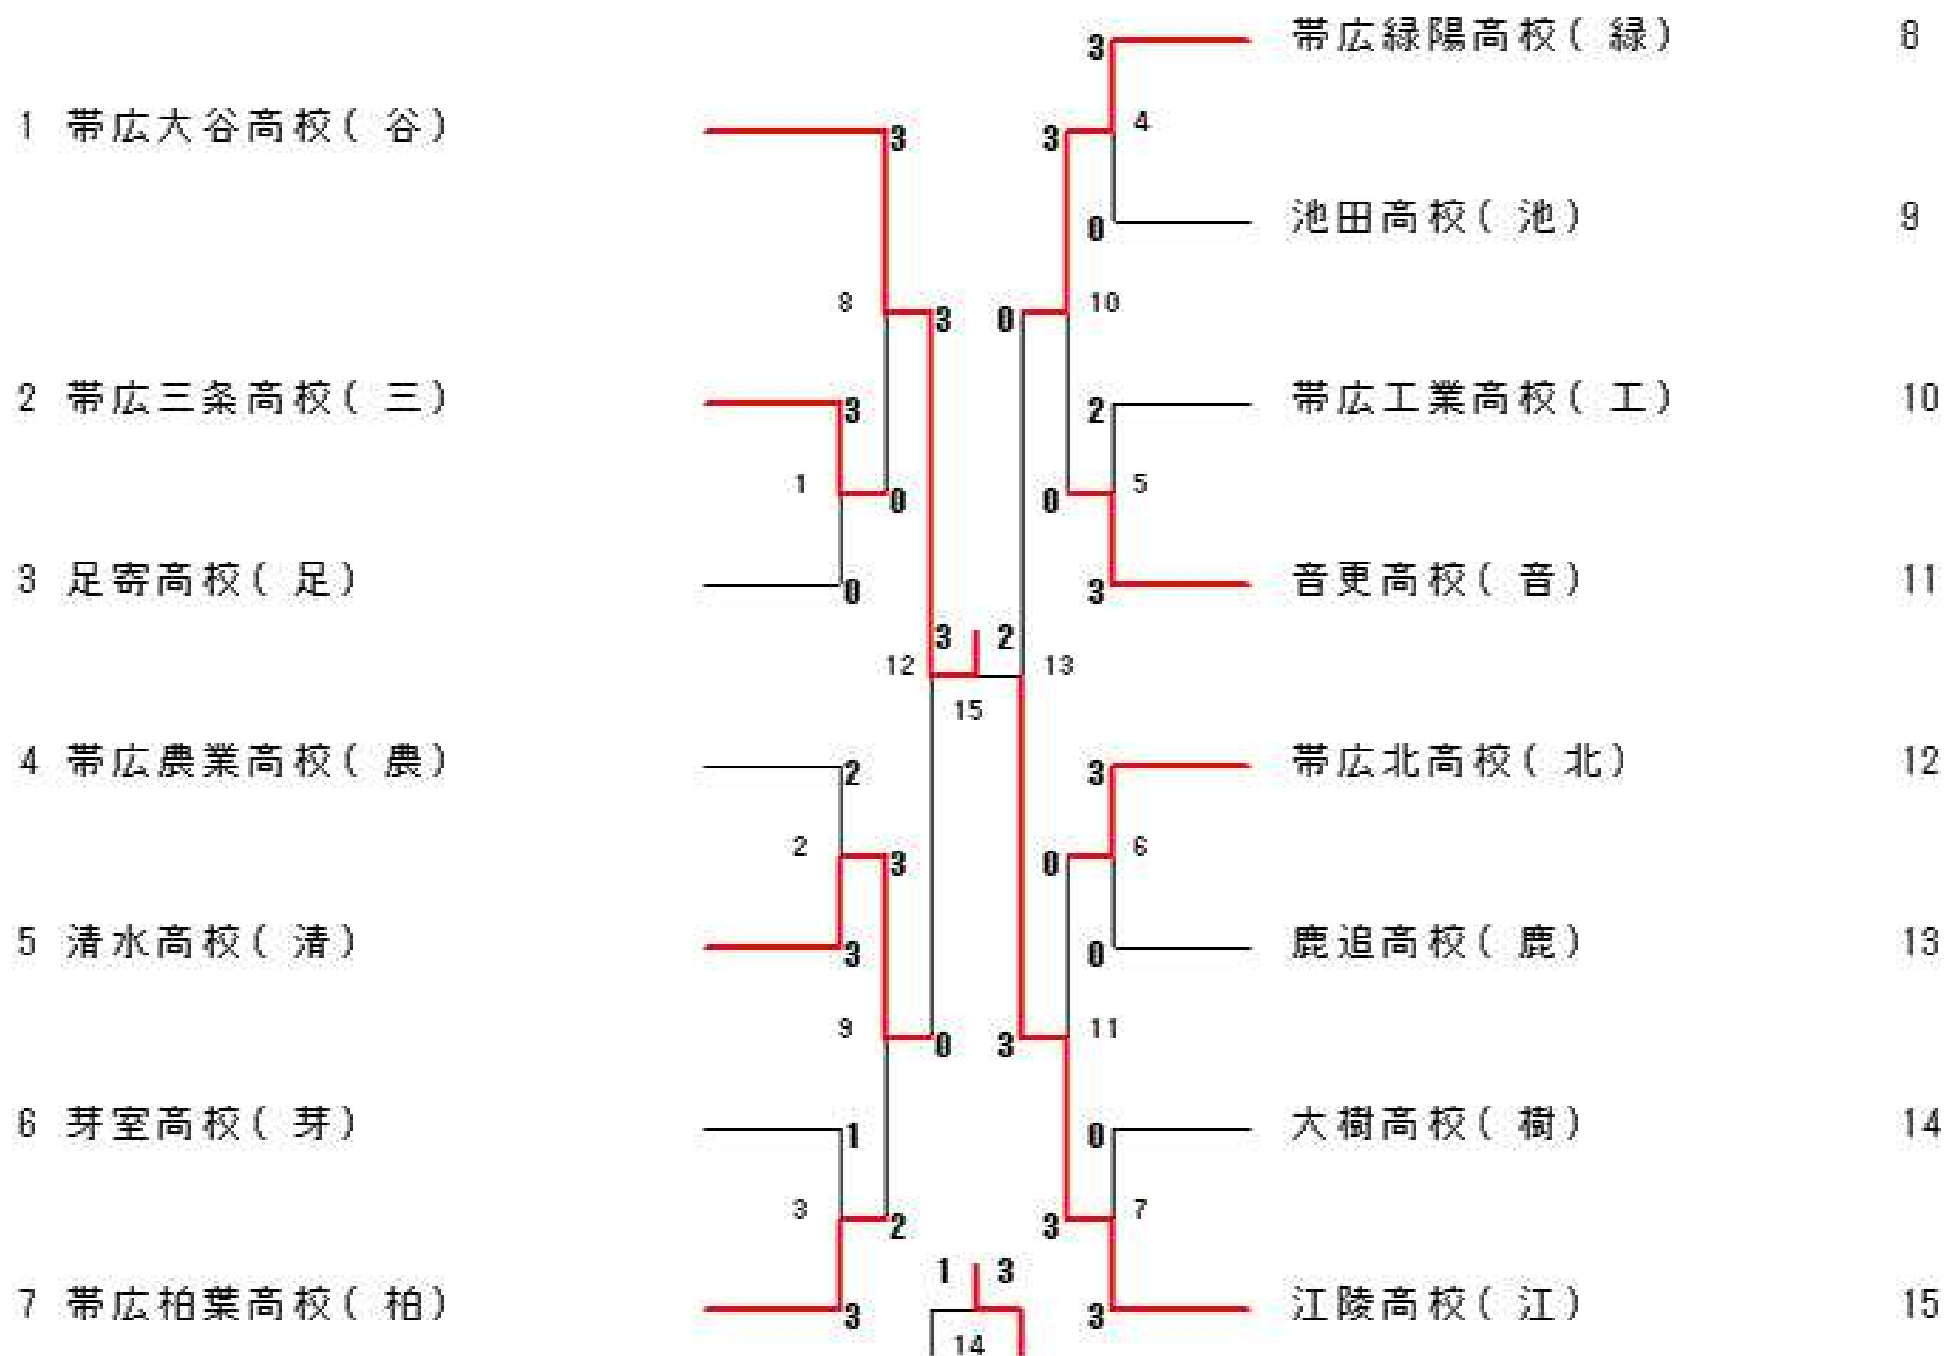 帯広緑陽高校( 緑) 8
3
1 帯広大谷高校( 谷)
3 3 4
池田高校( 池) 9
0
8 10
3 0
2 帯広三条高校( 三)
帯広工業高校( 工) 10
3 2
1 5
0 0
3 足寄高校( 足)
音更高校( 音) 11
0 3
3 2
12 13
15
4 帯広農業高校( 農)
帯広北高校( 北) 12
2 3
2 6
3 0
5 清水高校( 清)
鹿追高校( 鹿) 13
3 0
9 11
0 3
6 芽室高校( 芽)
大樹高校( 樹) 14
1 0
3 7
2 3
1 3
7 帯広柏葉高校( 柏)
江陵高校( 江) 15
3 3
14